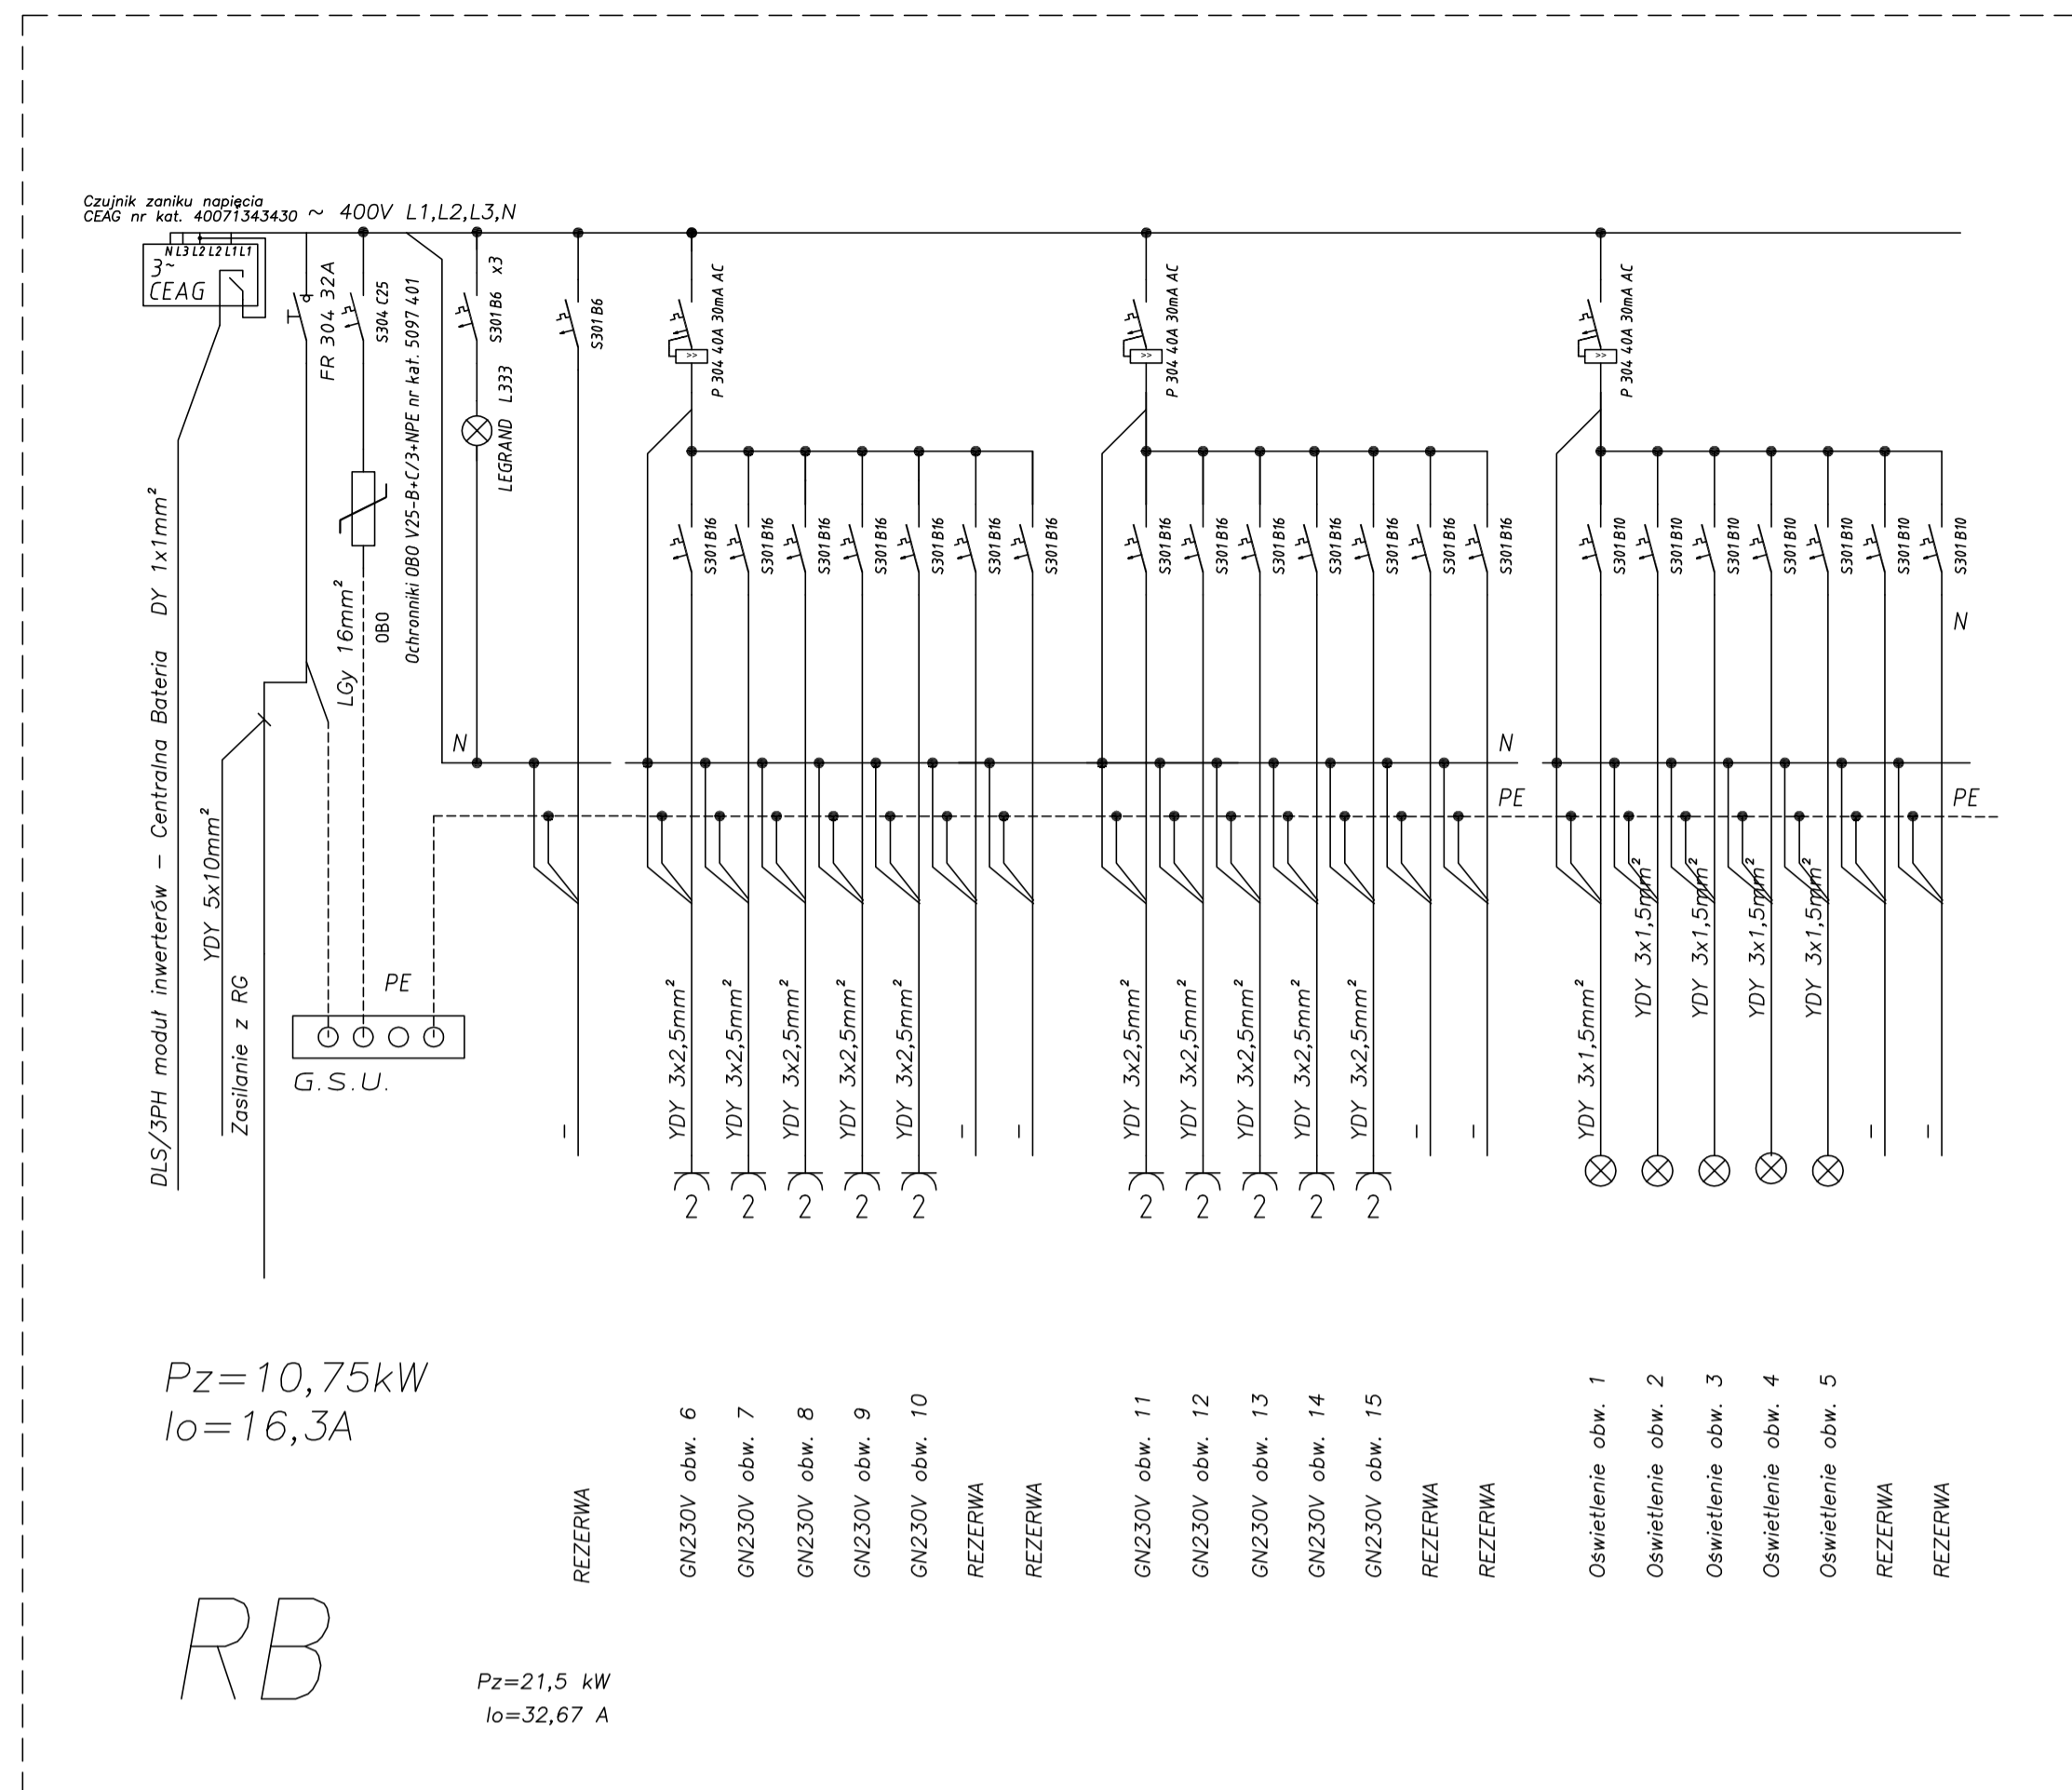 Czujnik zaniku napięcia
CEAG nr kat. 40071343430
~ 400V L1,L2,L3,N
N L3 L2 L2 L1 L1
3~
CEAG
DLS/3PH moduł inwerterów – Centralna Bateria DY 1x1mm²
YDY 5x10mm²
Zasilanie z RG
FR 304 32A
S304 C25
LGy 16mm²
OBO
Ochronniki OBO V25-B+C/3+NPE nr kat. 5097 401
S301 B6 x3
LEGRAND L333
S301 B6
P 304 40A 30mA AC
P 304 40A 30mA AC
P 304 40A 30mA AC
S301 B16
S301 B16
S301 B16
S301 B16
S301 B16
S301 B16
S301 B16
S301 B16
S301 B16
S301 B16
S301 B16
S301 B16
S301 B16
S301 B16
S301 B10
S301 B10
S301 B10
S301 B10
S301 B10
S301 B10
S301 B10
N
N
N
PE
PE
PE
G.S.U.
–
YDY 3x2,5mm²
YDY 3x2,5mm²
YDY 3x2,5mm²
YDY 3x2,5mm²
YDY 3x2,5mm²
–
–
YDY 3x2,5mm²
YDY 3x2,5mm²
YDY 3x2,5mm²
YDY 3x2,5mm²
YDY 3x2,5mm²
–
–
YDY 3x1,5mm²
YDY 3x1,5mm²
YDY 3x1,5mm²
YDY 3x1,5mm²
YDY 3x1,5mm²
–
–
2
2
2
2
2
2
2
2
2
2
Pz=10,75kW
Io=16,3A
REZERWA
GN230V obw. 6
GN230V obw. 7
GN230V obw. 8
GN230V obw. 9
GN230V obw. 10
REZERWA
REZERWA
GN230V obw. 11
GN230V obw. 12
GN230V obw. 13
GN230V obw. 14
GN230V obw. 15
REZERWA
REZERWA
Oświetlenie obw. 1
Oświetlenie obw. 2
Oświetlenie obw. 3
Oświetlenie obw. 4
Oświetlenie obw. 5
REZERWA
REZERWA
RB
Pz=21,5 kW
Io=32,67 A